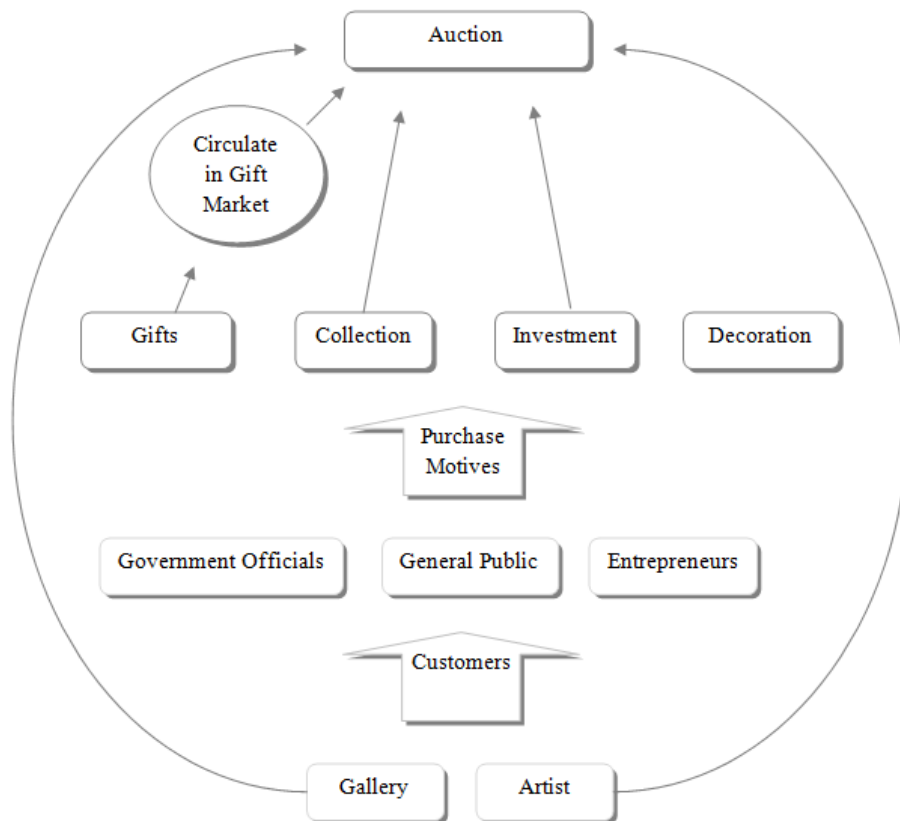 Auction
Circulate
in Gift
Market
Gifts
Collection
Investment
Decoration
Purchase
Motives
Government Officials
General Public
Entrepreneurs
Customers
Gallery
Artist